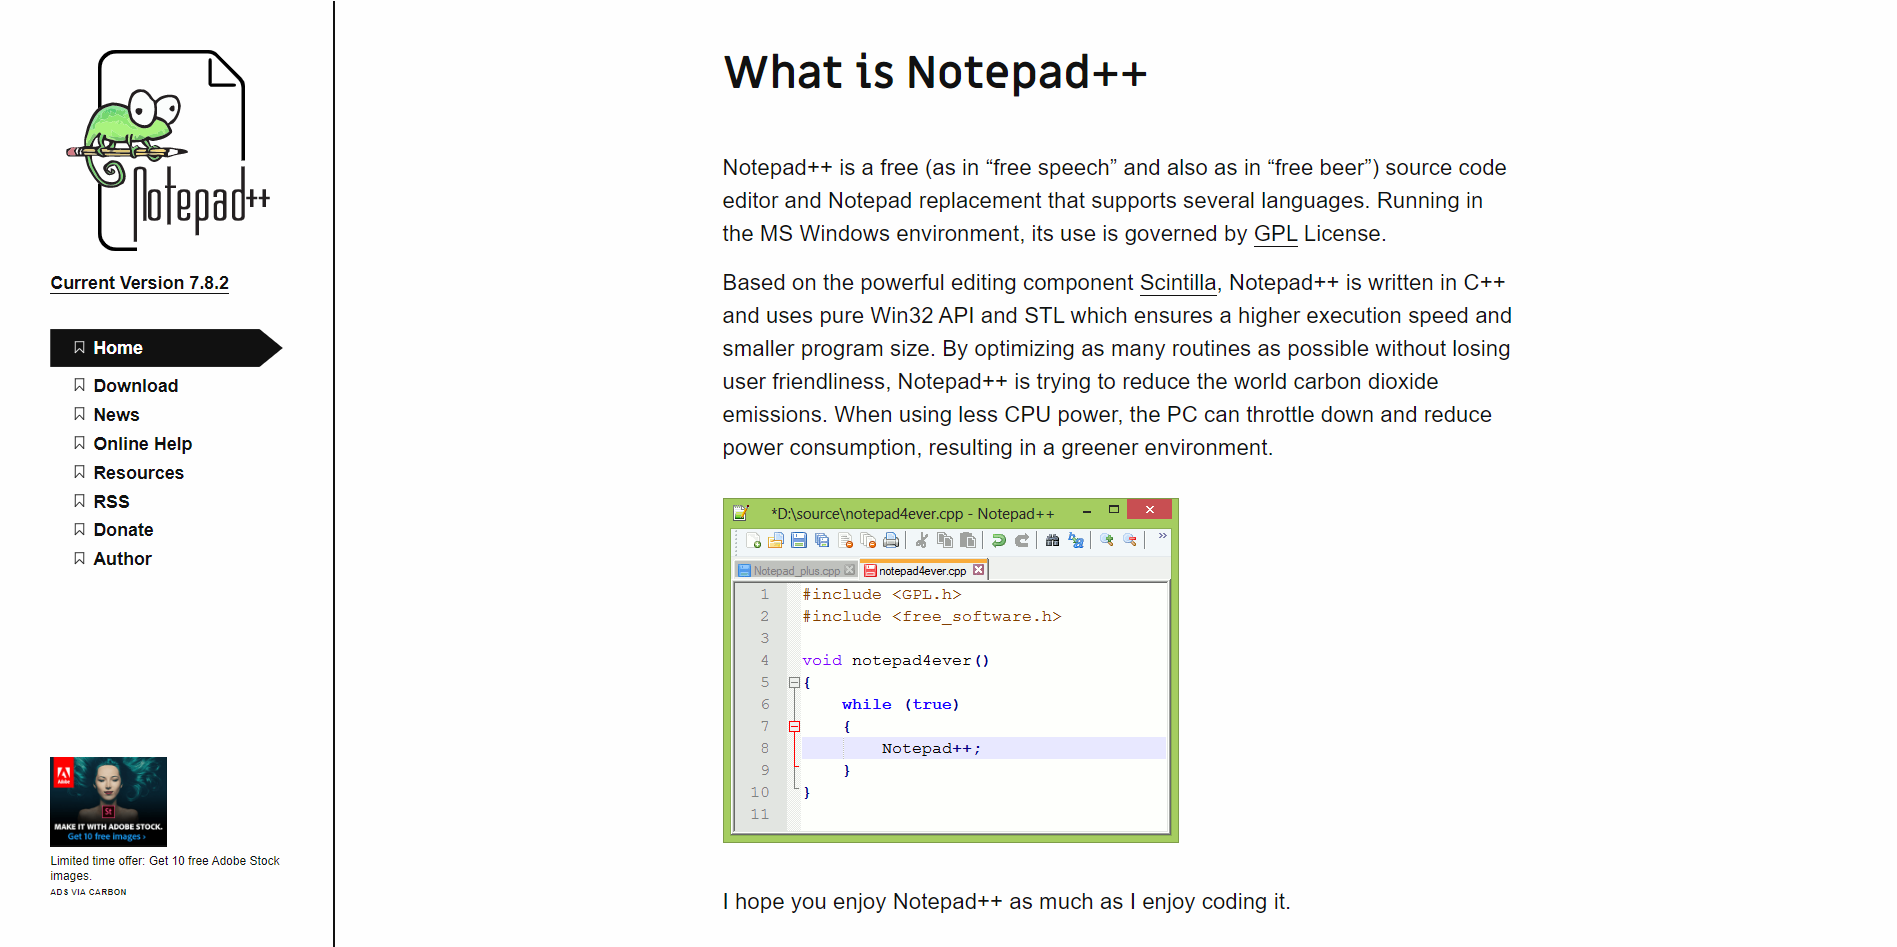 Notepad++
Current Version 7.8.2
Home
Download
News
Online Help
Resources
RSS
Donate
Author
Adobe
St
MAKE IT WITH ADOBE STOCK.
Get 10 free images ›
Limited time offer: Get 10 free Adobe Stock
images.
ADS VIA CARBON
What is Notepad++
Notepad++ is a free (as in “free speech” and also as in “free beer”) source code
editor and Notepad replacement that supports several languages. Running in
the MS Windows environment, its use is governed by GPL License.
Based on the powerful editing component Scintilla, Notepad++ is written in C++
and uses pure Win32 API and STL which ensures a higher execution speed and
smaller program size. By optimizing as many routines as possible without losing
user friendliness, Notepad++ is trying to reduce the world carbon dioxide
emissions. When using less CPU power, the PC can throttle down and reduce
power consumption, resulting in a greener environment.
*D:\source\notepad4ever.cpp - Notepad++
Notepad_plus.cpp notepad4ever.cpp
1 #include <GPL.h>
2 #include <free_software.h>
3
4 void notepad4ever()
5 {
6 while (true)
7 {
8 Notepad++;
9 }
10 }
11
I hope you enjoy Notepad++ as much as I enjoy coding it.